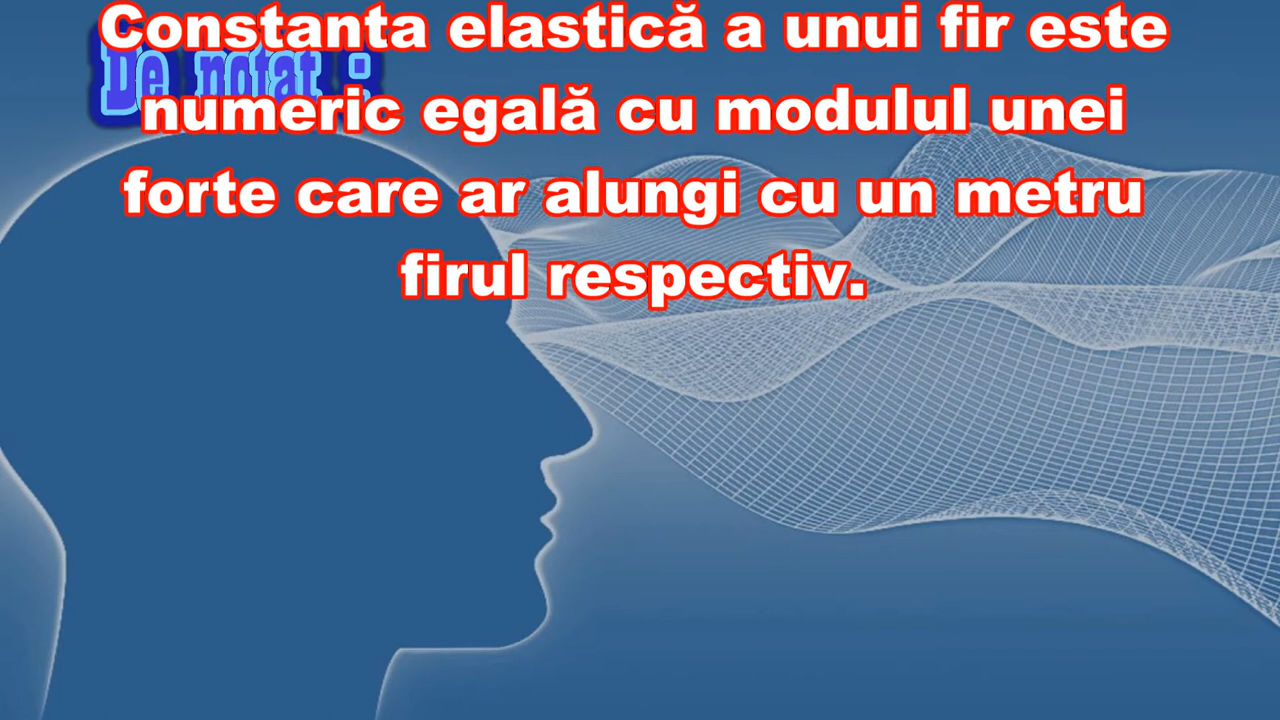 Constanta elastică a unui fir este
De notat :
numeric egală cu modulul unei
forte care ar alungi cu un metru
firul respectiv.